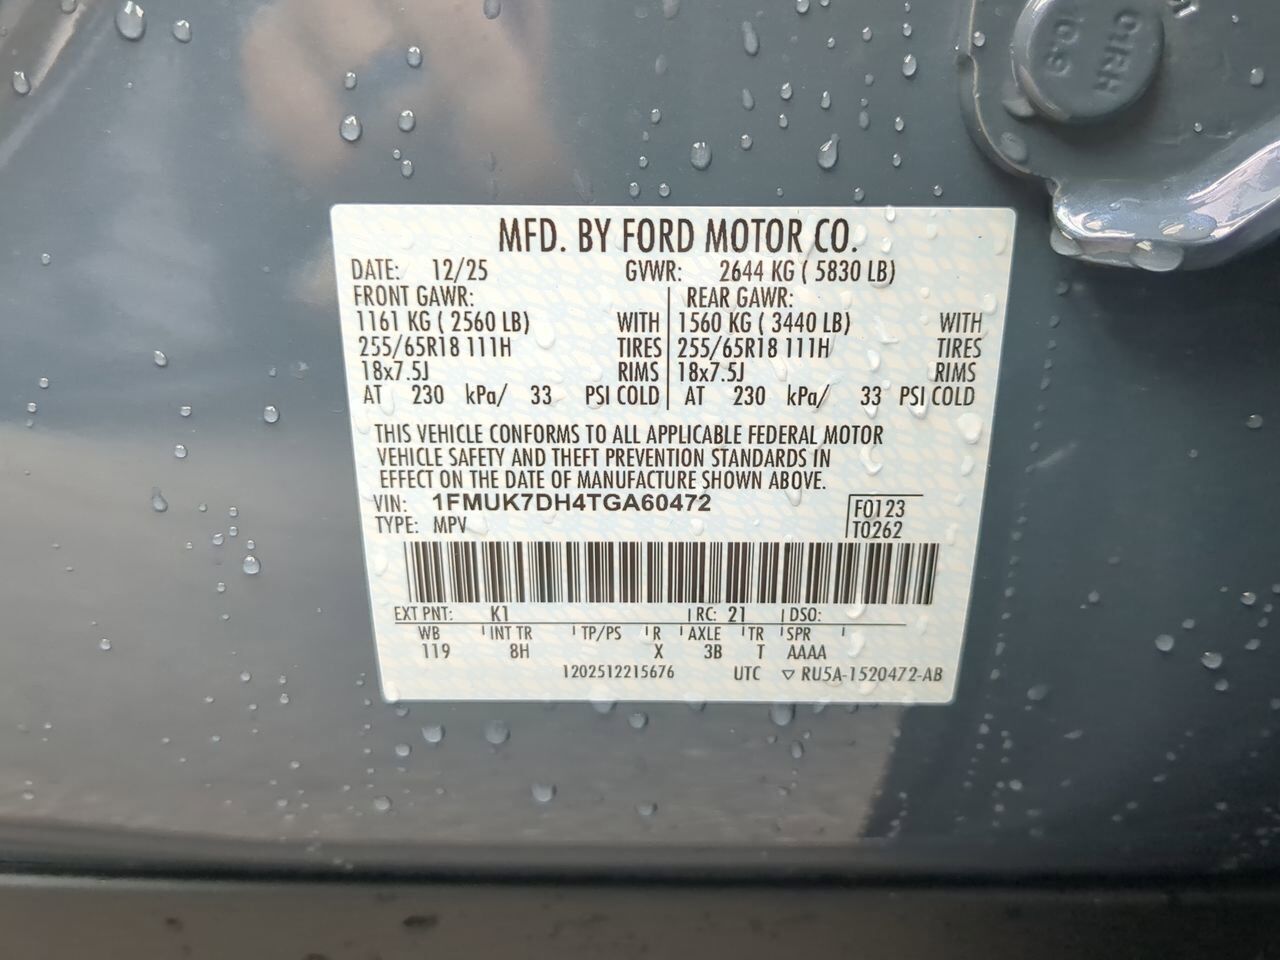 01RH
10.9
MFD. BY FORD MOTOR CO.
DATE: 12/25 GVWR: 2644 KG ( 5830 LB)
FRONT GAWR: REAR GAWR:
1161 KG ( 2560 LB) WITH 1560 KG ( 3440 LB) WITH
255/65R18 111H TIRES 255/65R18 111H TIRES
18x7.5J RIMS 18x7.5J RIMS
AT 230 kPa/ 33 PSI COLD AT 230 kPa/ 33 PSI COLD
THIS VEHICLE CONFORMS TO ALL APPLICABLE FEDERAL MOTOR
VEHICLE SAFETY AND THEFT PREVENTION STANDARDS IN
EFFECT ON THE DATE OF MANUFACTURE SHOWN ABOVE.
VIN: 1FMUK7DH4TGA60472 F0123
TYPE: MPV T0262
EXT PNT: K1 RC: 21 DSO:
WB INT TR TP/PS R AXLE TR SPR
119 8H X 3B T AAAA
1202512215676 UTC ▽ RU5A-1520472-AB